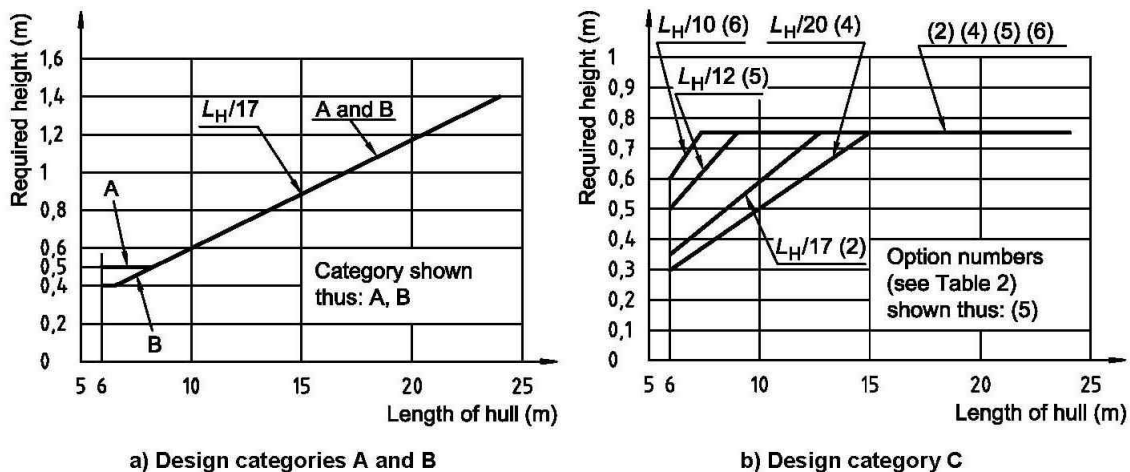 Required height (m)
1,6
1,4
1,2
1
0,8
0,6
0,5
0,4
0
5 6 10 15 20 25
Length of hull (m)
LH/17
A and B
A
B
Category shown
thus: A, B
a) Design categories A and B
Required height (m)
1
0,9
0,8
0,7
0,6
0,5
0,4
0,3
0,2
0,1
0
5 6 10 15 20 25
Length of hull (m)
LH/10 (6)
LH/20 (4)
(2) (4) (5) (6)
LH/12 (5)
LH/17 (2)
Option numbers
(see Table 2)
shown thus: (5)
b) Design category C